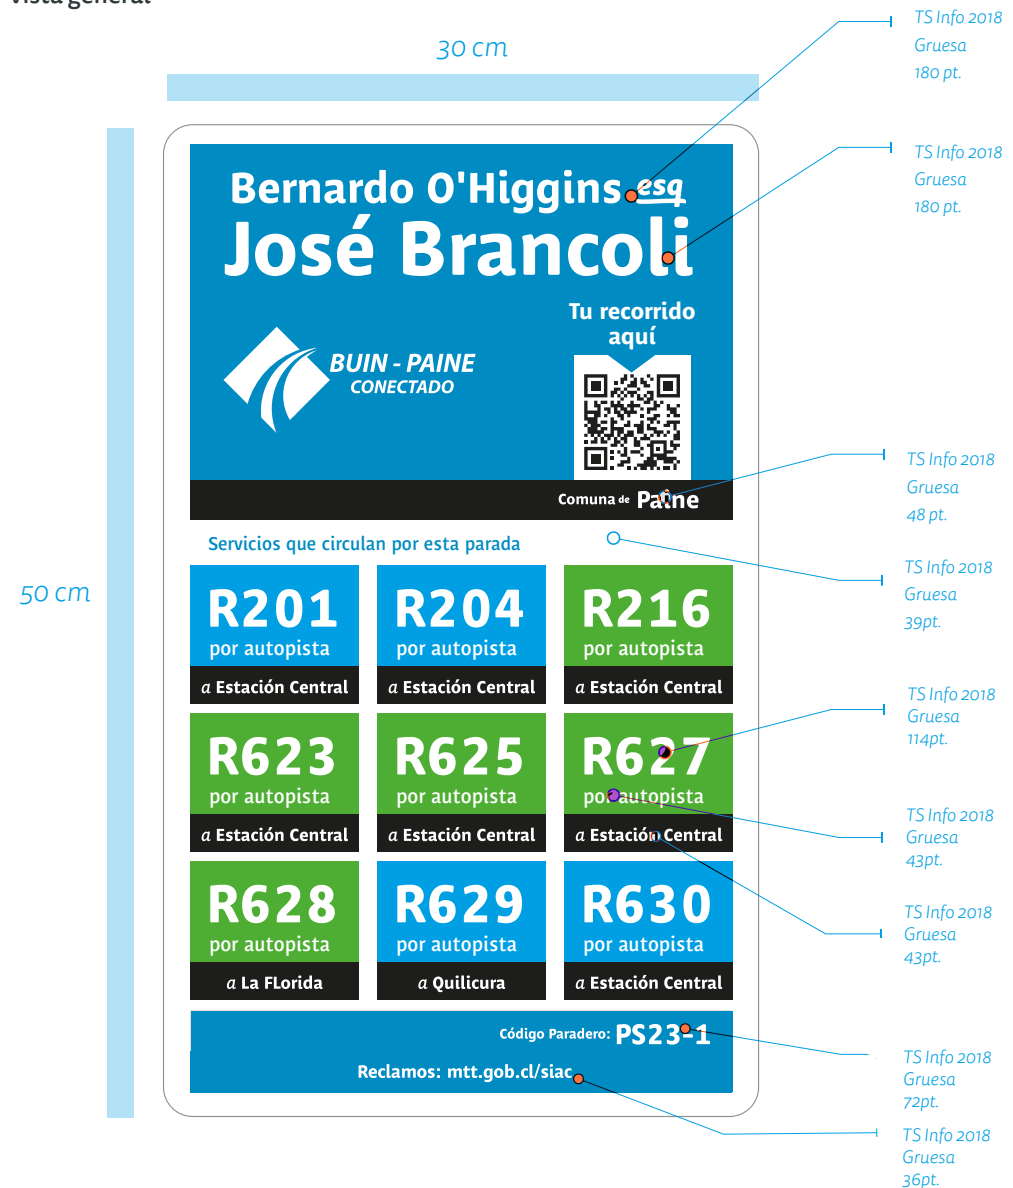 Vista general
30 cm
TS Info 2018
Gruesa
180 pt.
Bernardo O'Higgins esq
José Brancoli
TS Info 2018
Gruesa
180 pt.
Tu recorrido
aquí
BUIN - PAINE
CONECTADO
Comuna de Paine
TS Info 2018
Gruesa
48 pt.
Servicios que circulan por esta parada
TS Info 2018
Gruesa
39pt.
50 cm
R201
por autopista
a Estación Central
R204
por autopista
a Estación Central
R216
por autopista
a Estación Central
R623
por autopista
a Estación Central
R625
por autopista
a Estación Central
R627
por autopista
a Estación Central
TS Info 2018
Gruesa
114pt.
TS Info 2018
Gruesa
43pt.
R628
por autopista
a La FLorida
R629
por autopista
a Quilicura
R630
por autopista
a Estación Central
TS Info 2018
Gruesa
43pt.
Código Paradero: PS23-1
Reclamos: mtt.gob.cl/siac
TS Info 2018
Gruesa
72pt.
TS Info 2018
Gruesa
36pt.